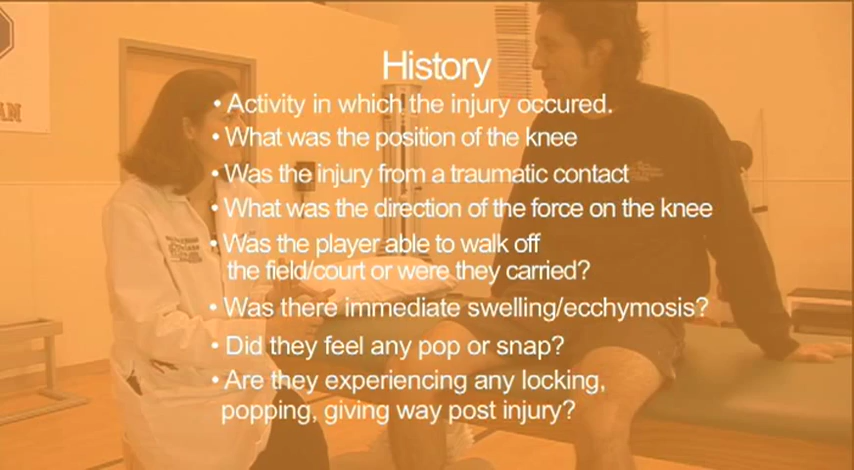 History
• Activity in which the injury occured.
• What was the position of the knee
• Was the injury from a traumatic contact
• What was the direction of the force on the knee
• Was the player able to walk off
the field/court or were they carried?
• Was there immediate swelling/ecchymosis?
• Did they feel any pop or snap?
• Are they experiencing any locking,
popping, giving way post injury?